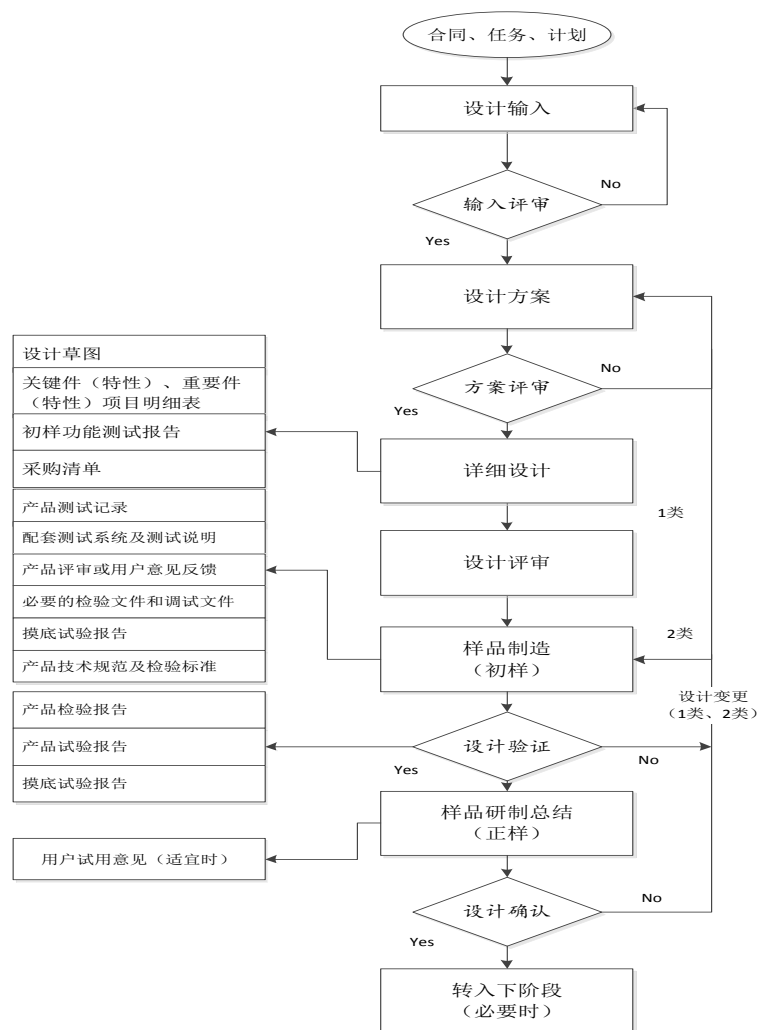 合同、任务、计划
设计输入
No
输入评审
Yes
设计方案
No
方案评审
Yes
设计草图
关键件（特性）、重要件
（特性）项目明细表
初样功能测试报告
采购清单
详细设计
产品测试记录
1类
配套测试系统及测试说明
设计评审
产品评审或用户意见反馈
必要的检验文件和调试文件
摸底试验报告
产品技术规范及检验标准
2类
样品制造
（初样）
设计变更
（1类、2类）
产品检验报告
产品试验报告
摸底试验报告
设计验证
Yes
No
样品研制总结
（正样）
用户试用意见（适宜时）
No
设计确认
Yes
转入下阶段
（必要时）